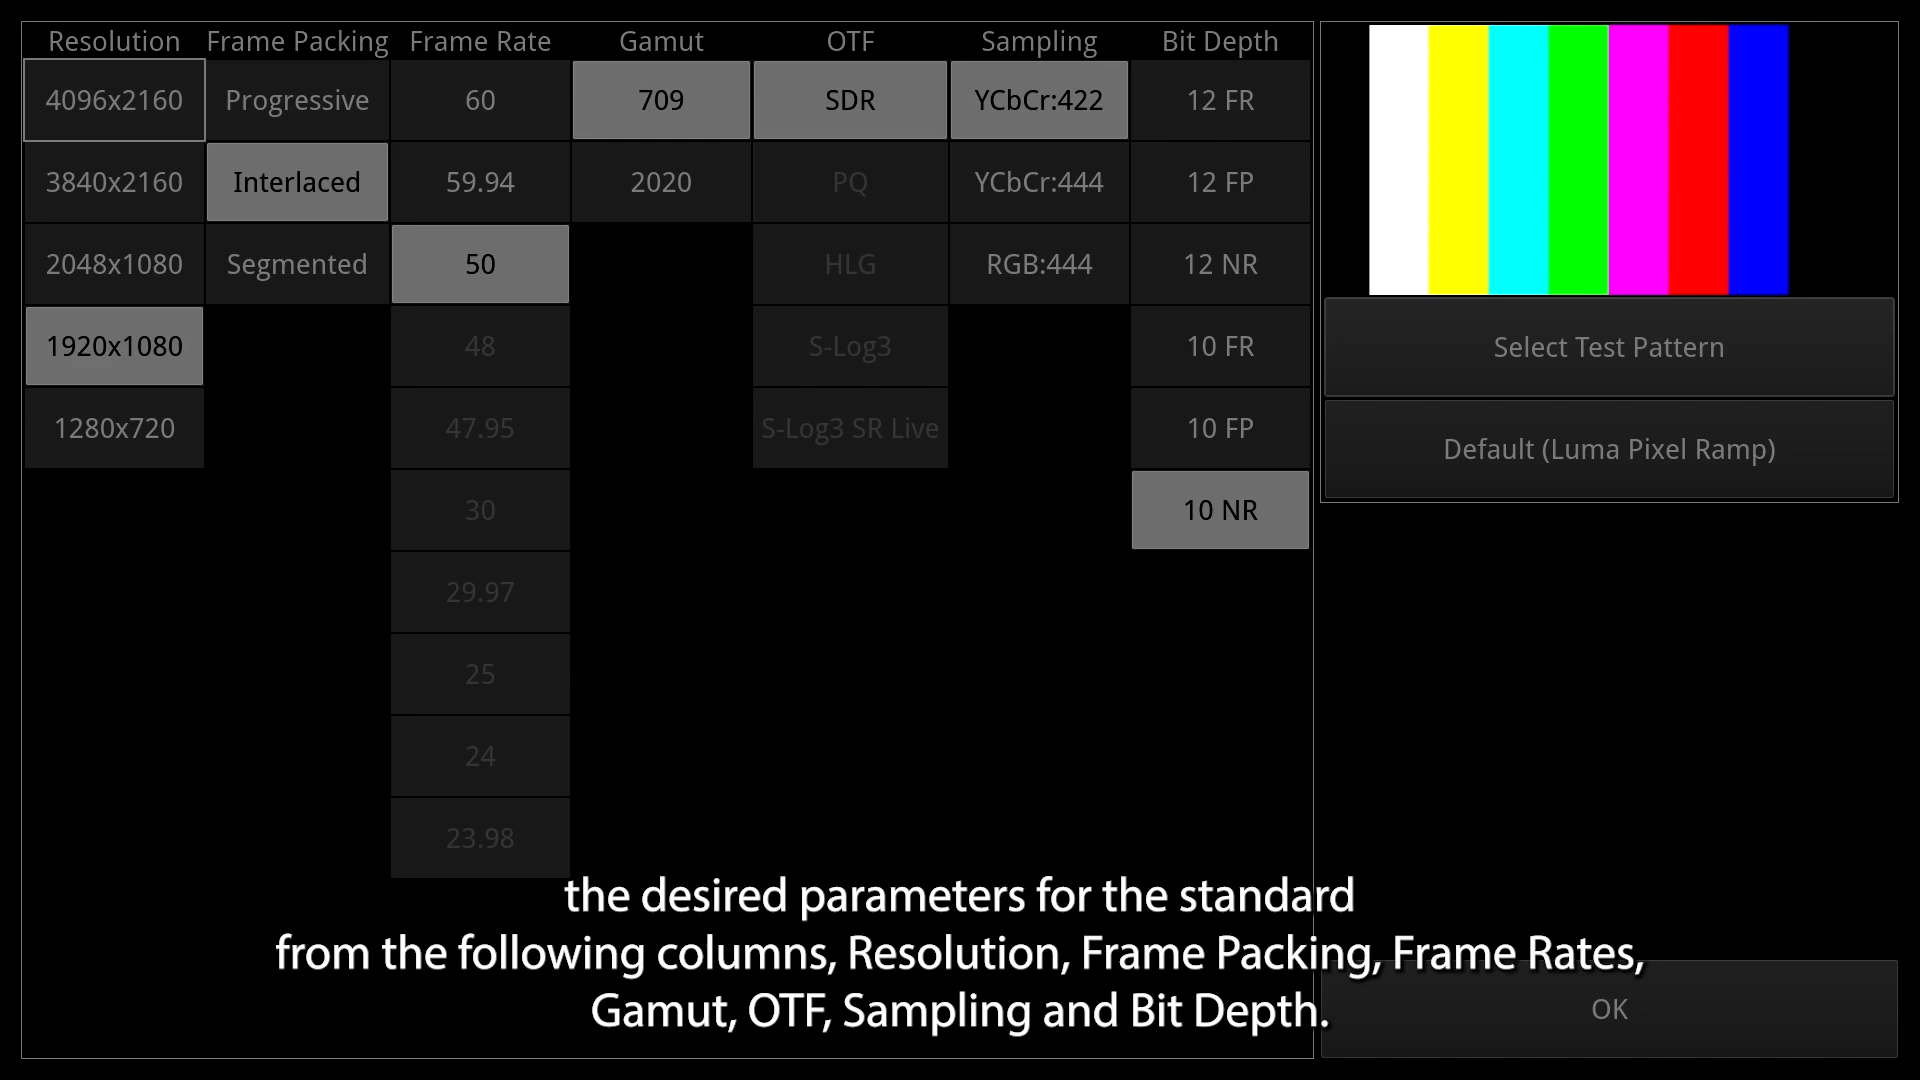 Resolution Frame Packing Frame Rate Gamut OTF Sampling Bit Depth
4096x2160 Progressive 60 709 SDR YCbCr:422 12 FR
3840x2160 Interlaced 59.94 2020 PQ YCbCr:444 12 FP
2048x1080 Segmented 50 HLG RGB:444 12 NR
1920x1080 48 S-Log3 10 FR
1280x720 47.95 S-Log3 SR Live 10 FP
30 10 NR
29.97
25
24
23.98
Select Test Pattern
Default (Luma Pixel Ramp)
the desired parameters for the standard
from the following columns, Resolution, Frame Packing, Frame Rates,
Gamut, OTF, Sampling and Bit Depth.
OK